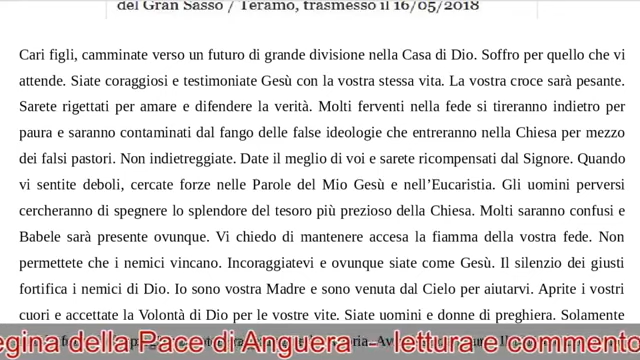 del Gran Sasso / Teramo, trasmesso il 16/05/2018
Cari figli, camminate verso un futuro di grande divisione nella Casa di Dio. Soffro per quello che vi
attende. Siate coraggiosi e testimoniate Gesù con la vostra stessa vita. La vostra croce sarà pesante.
Sarete rigettati per amare e difendere la verità. Molti ferventi nella fede si tireranno indietro per
paura e saranno contaminati dal fango delle false ideologie che entreranno nella Chiesa per mezzo
dei falsi pastori. Non indietreggiate. Date il meglio di voi e sarete ricompensati dal Signore. Quando
vi sentite deboli, cercate forze nelle Parole del Mio Gesù e nell’Eucaristia. Gli uomini perversi
cercheranno di spegnere lo splendore del tesoro più prezioso della Chiesa. Molti saranno confusi e
Babele sarà presente ovunque. Vi chiedo di mantenere accesa la fiamma della vostra fede. Non
permettete che i nemici vincano. Incoraggiatevi e ovunque siate come Gesù. Il silenzio dei giusti
fortifica i nemici di Dio. Io sono vostra Madre e sono venuta dal Cielo per aiutarvi. Aprite i vostri
cuori e accettate la Volontà di Dio per le vostre vite. Siate uomini e donne di preghiera. Solamente
egina della Pace di Anguera - lettura e commento